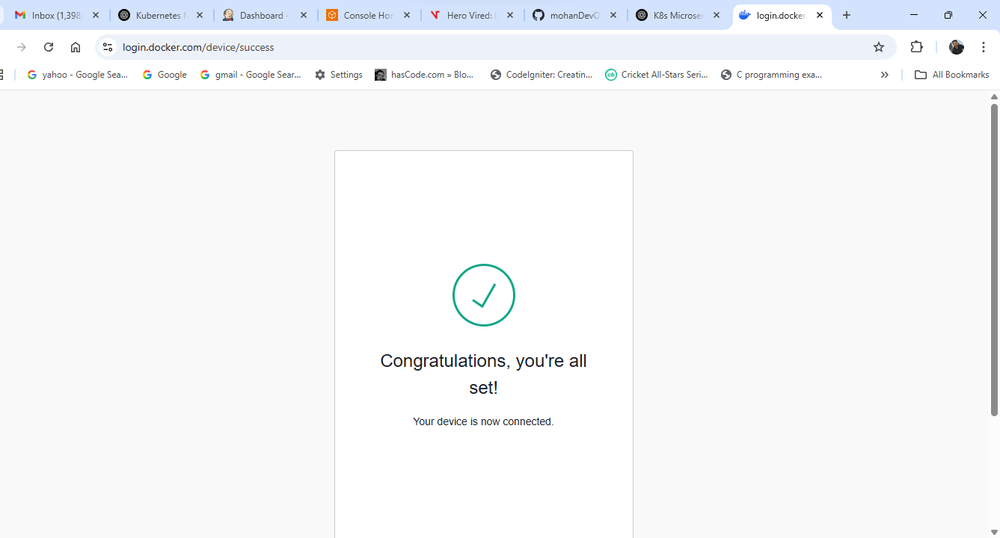 Inbox (1,398)
Kubernetes M
Dashboard -
Console Hon
Hero Vired: L
mohanDevO
K8s Microser
login.docker.
login.docker.com/device/success
yahoo - Google Sea...
Google
gmail - Google Sear...
Settings
hasCode.com » Blo...
CodeIgniter: Creatin...
cb
Cricket All-Stars Seri...
C programming exa...
All Bookmarks
Congratulations, you're all
set!
Your device is now connected.